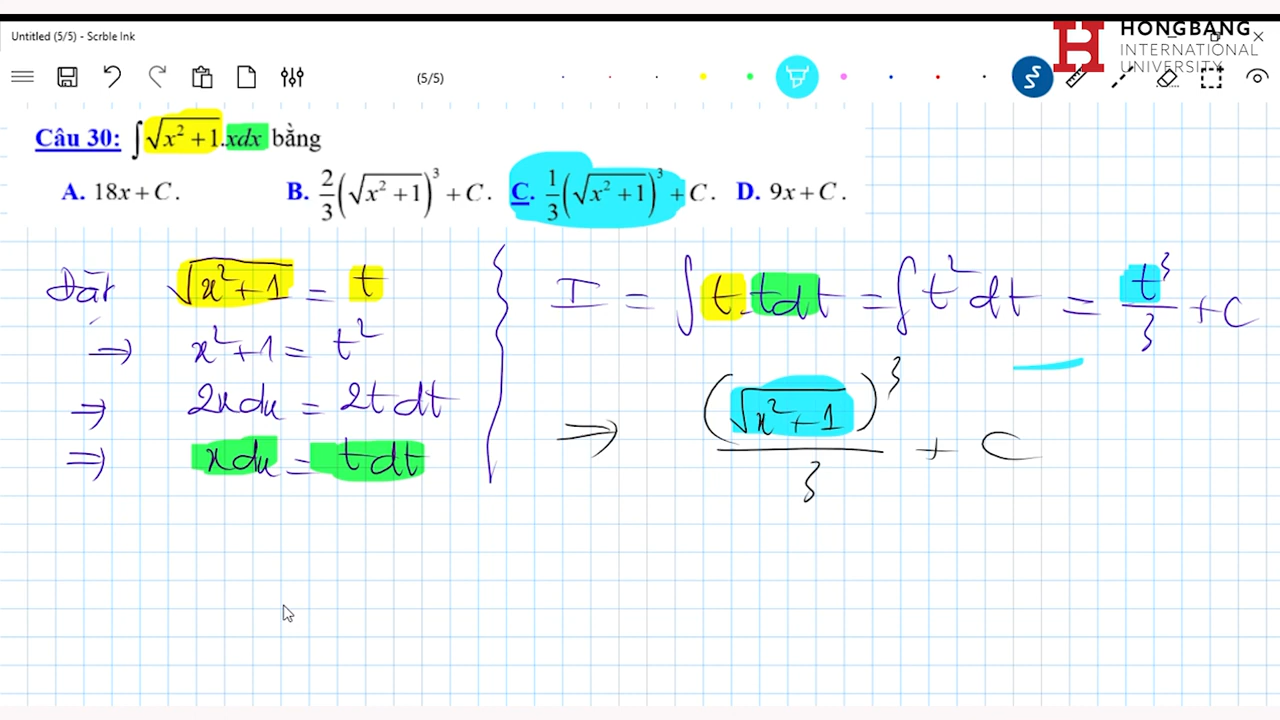 Untitled (5/5) - Scrble Ink
HONGBANG
INTERNATIONAL
UNIVERSITY
(5/5)
Câu 30: ∫√(x² + 1).xdx bằng
A. 18x + C. B. 2/3(√(x² + 1))³ + C. C. 1/3(√(x² + 1))³ + C. D. 9x + C.
Đặt √(x² + 1) = t
⇒ x² + 1 = t²
⇒ 2xdx = 2tdt
⇒ xdx = tdt
I = ∫t.tdt = ∫t²dt = t³/3 + C
⇒ (√(x² + 1))³/3 + C